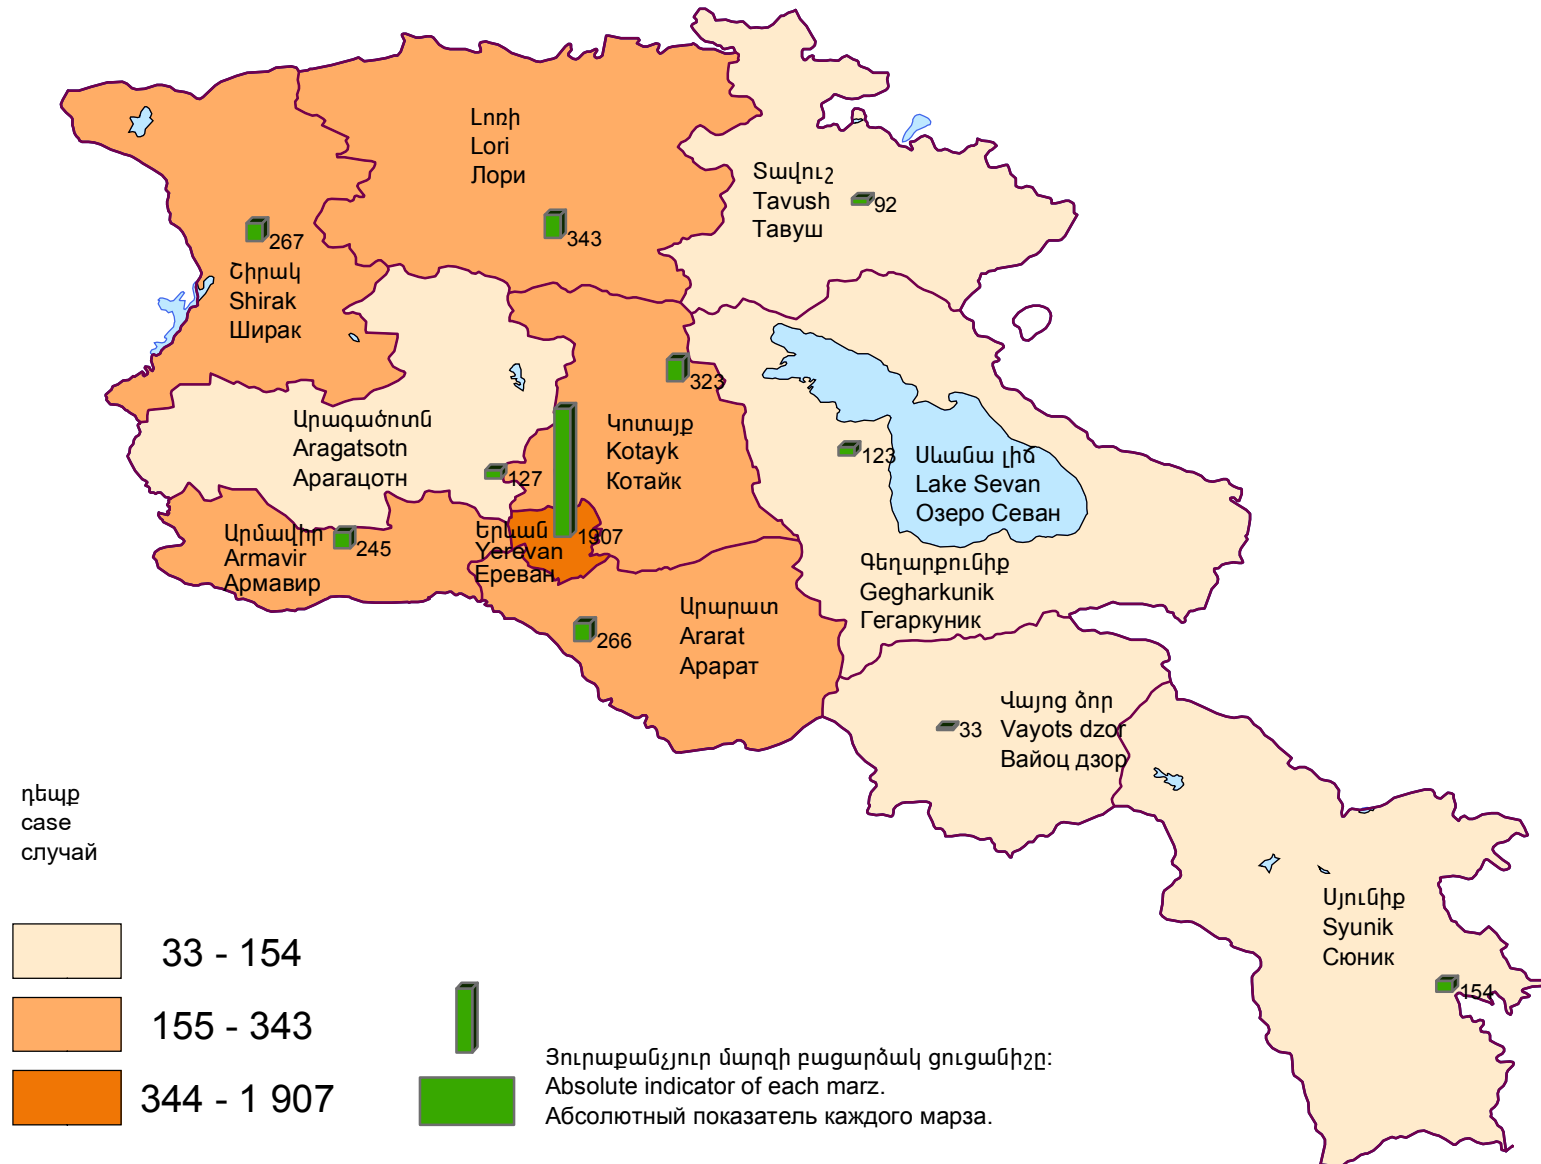 Լոռի
Lori
Лори
343
Տավուշ
Tavush
Тавуш
92
267
Շիրակ
Shirak
Ширак
323
Արագածոտն
Aragatsotn
Арагацотн
127
Կոտայք
Kotayk
Котайк
123
Սևանա լիճ
Lake Sevan
Озеро Севан
Արմավիր
Armavir
Армавир
245
Երևան
Yerevan
Ереван
1907
Գեղարքունիք
Gegharkunik
Гегаркуник
Արարատ
Ararat
Арарат
266
Վայոց ձոր
Vayots dzor
Вайоц дзор
33
Սյունիք
Syunik
Сюник
154
դեպք
case
случай
33 - 154
155 - 343
344 - 1 907
Յուրաքանչյուր մարզի բացարձակ ցուցանիշը:
Absolute indicator of each marz.
Абсолютный показатель каждого марза.